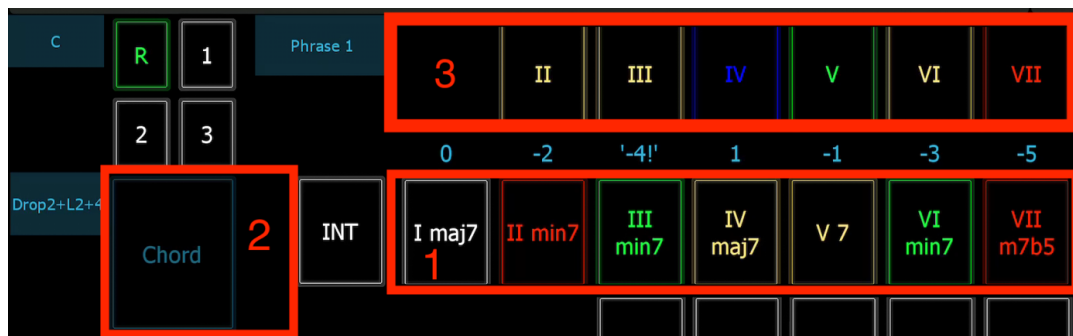 C
R
1
Phrase 1
3
II
III
IV
V
VI
VII
2
3
0
-2
'-4!'
1
-1
-3
-5
Drop2+L2+4
Chord
2
INT
I maj7
1
II min7
III
min7
IV
maj7
V 7
VI
min7
VII
m7b5